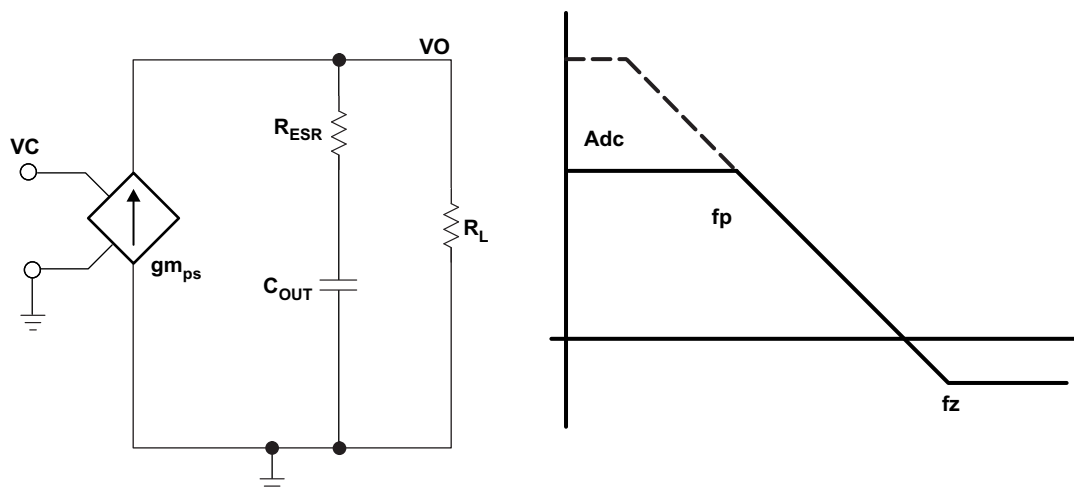 VO
R_ESR
VC
Adc
R_L
fp
gm_ps
C_OUT
fz